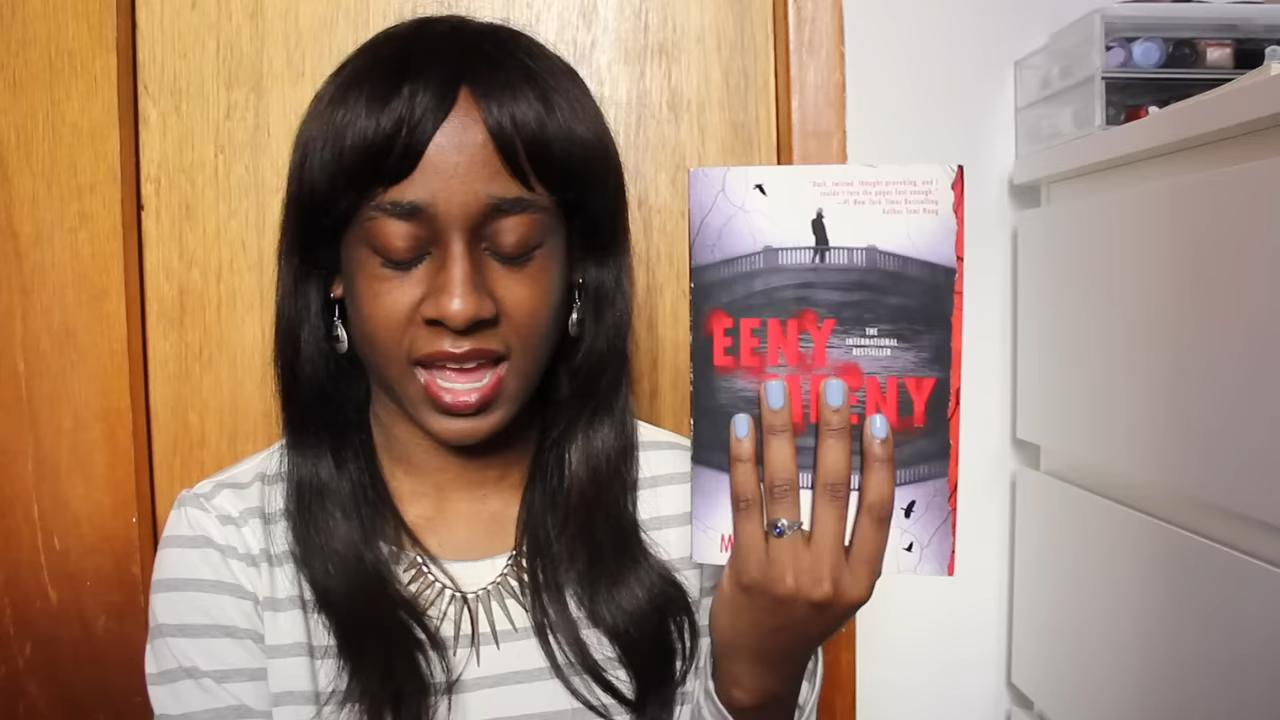 "Dark, twisted, thought-provoking, and I
couldn't turn the pages fast enough."
—#1 New York Times Bestselling
Author Tami Hoag
EENY
THE
INTERNATIONAL
BESTSELLER
MEENY
M